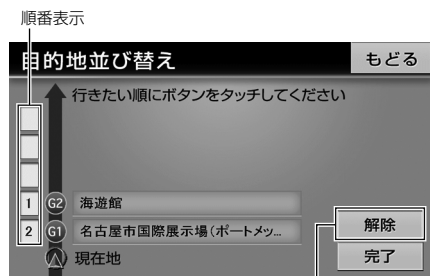 順番表示
目的地並び替え
もどる
行きたい順にボタンをタッチしてください
1 G2 海遊館
2 G1 名古屋市国際展示場(ポートメッ...
解除
現在地
完了